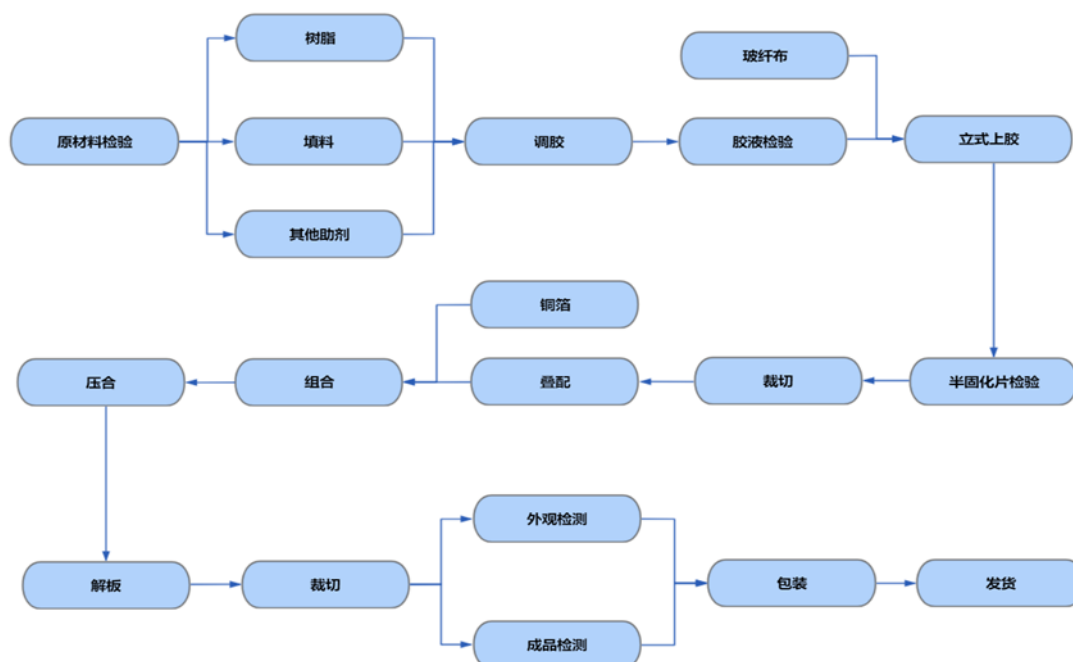 树脂
玻纤布
原材料检验
填料
调胶
胶液检验
立式上胶
其他助剂
铜箔
压合
组合
叠配
裁切
半固化片检验
外观检测
解板
裁切
包装
发货
成品检测